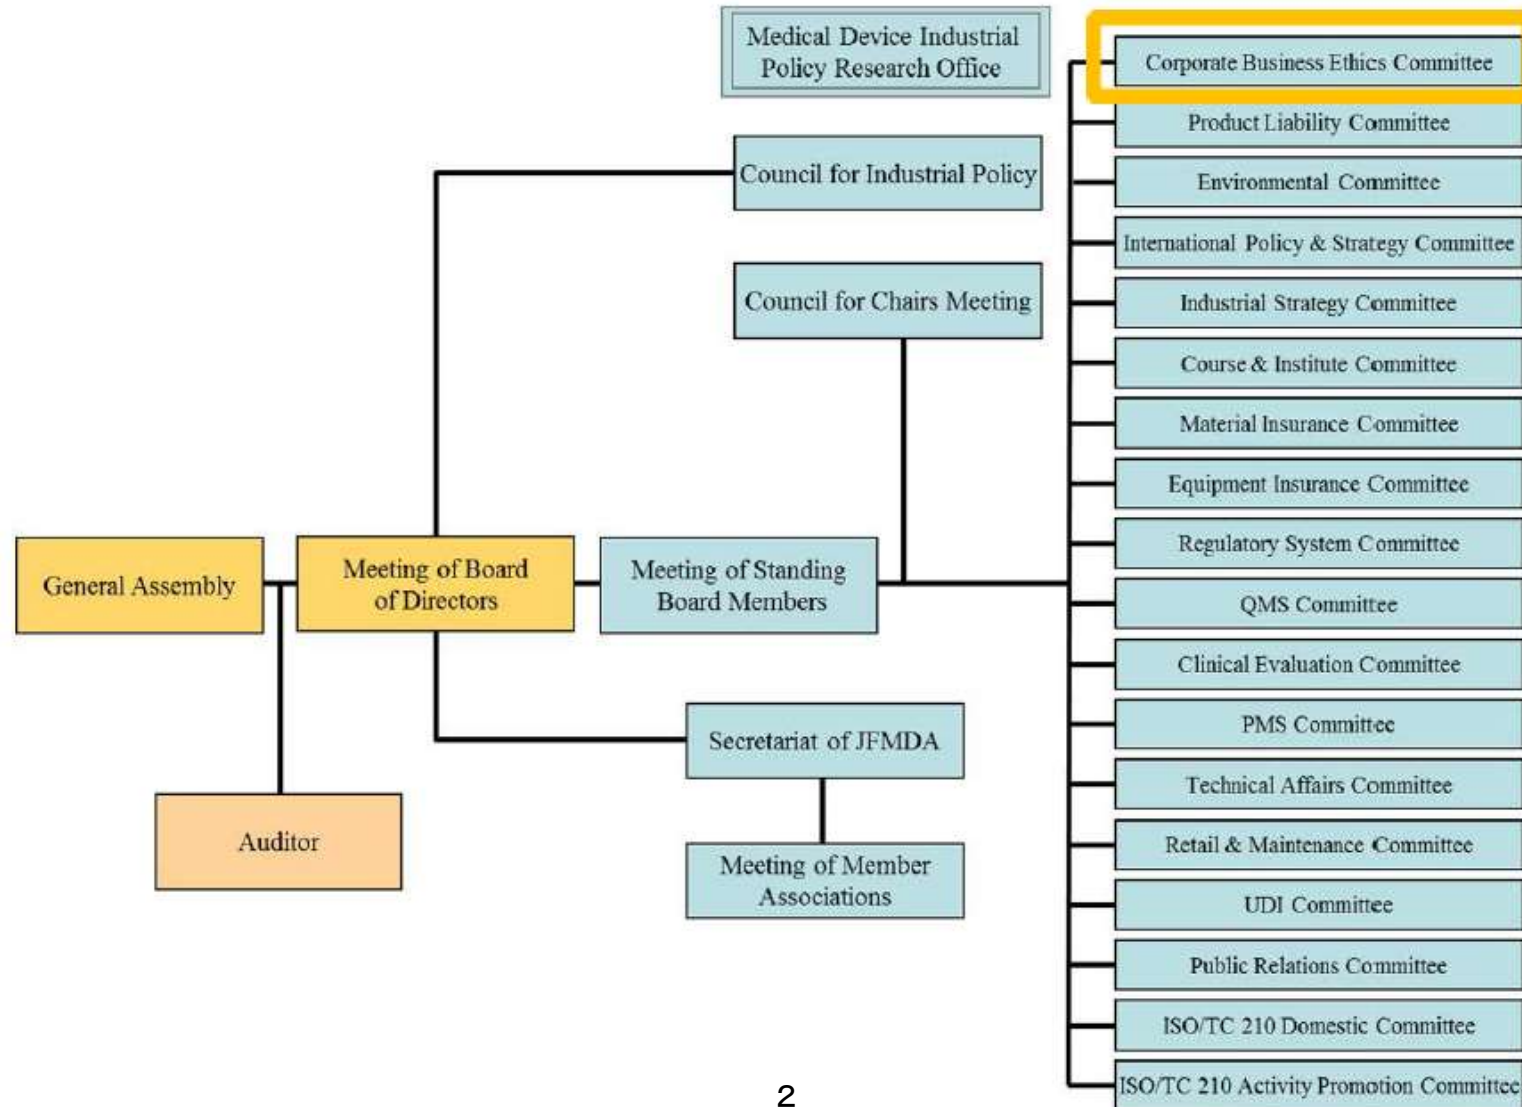 Medical Device Industrial
Policy Research Office
Council for Industrial Policy
Council for Chairs Meeting
General Assembly
Meeting of Board
of Directors
Meeting of Standing
Board Members
Auditor
Secretariat of JFMDA
Meeting of Member
Associations
Corporate Business Ethics Committee
Product Liability Committee
Environmental Committee
International Policy & Strategy Committee
Industrial Strategy Committee
Course & Institute Committee
Material Insurance Committee
Equipment Insurance Committee
Regulatory System Committee
QMS Committee
Clinical Evaluation Committee
PMS Committee
Technical Affairs Committee
Retail & Maintenance Committee
UDI Committee
Public Relations Committee
ISO/TC 210 Domestic Committee
ISO/TC 210 Activity Promotion Committee
2